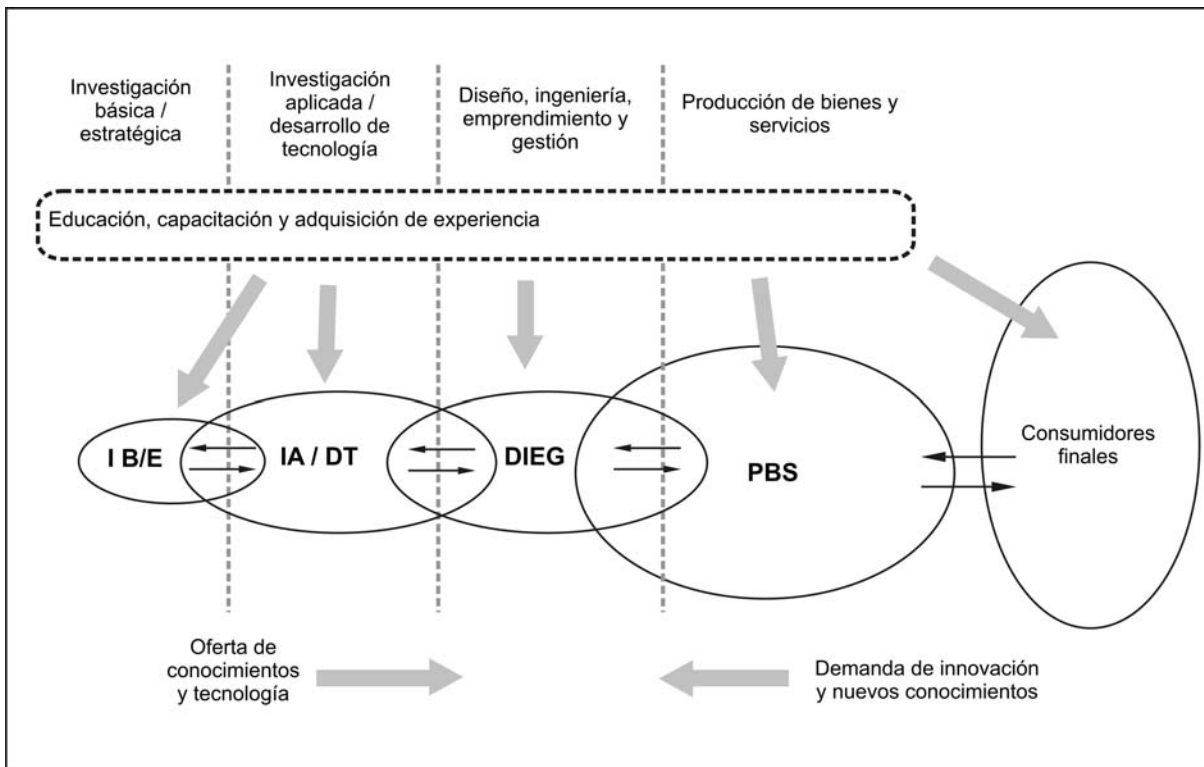 Investigación
básica /
estratégica
Investigación
aplicada /
desarrollo de
tecnología
Diseño, ingeniería,
emprendimiento y
gestión
Producción de bienes y
servicios
Educación, capacitación y adquisición de experiencia
I B/E
IA / DT
DIEG
PBS
Consumidores
finales
Oferta de
conocimientos
y tecnología
Demanda de innovación
y nuevos conocimientos